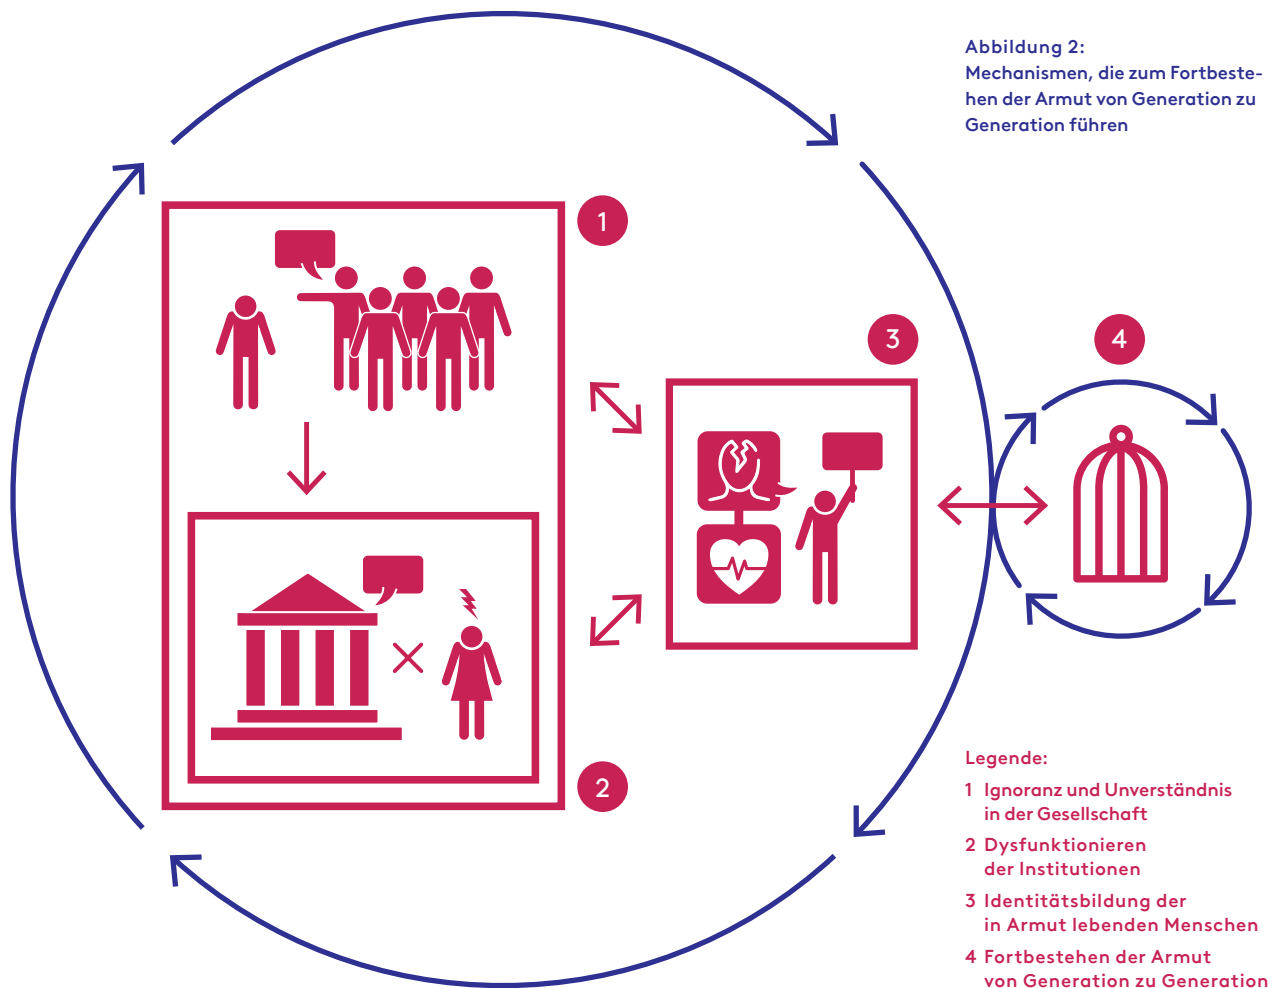 Abbildung 2:
Mechanismen, die zum Fortbeste-
hen der Armut von Generation zu
Generation führen
1
3
4
2
Legende:
1 Ignoranz und Unverständnis
in der Gesellschaft
2 Dysfunktionieren
der Institutionen
3 Identitätsbildung der
in Armut lebenden Menschen
4 Fortbestehen der Armut
von Generation zu Generation